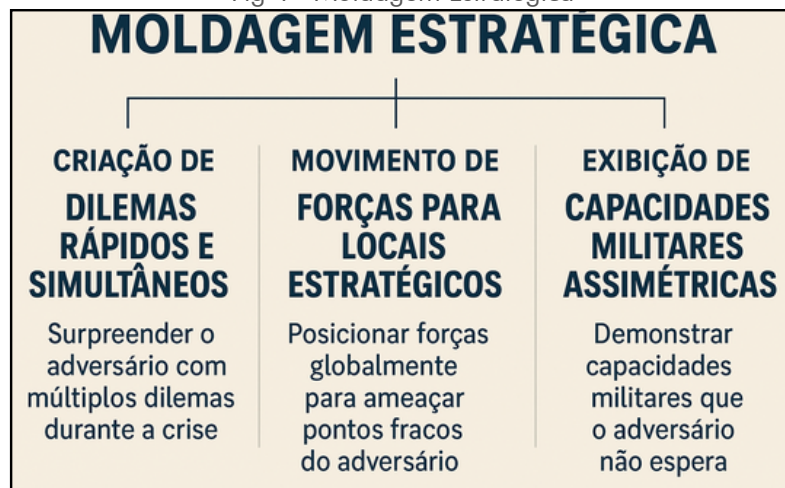 MOLDAGEM ESTRATÉGICA
CRIAÇÃO DE
DILEMAS
RÁPIDOS E
SIMULTÂNEOS
Surpreender o
adversário com
múltiplos dilemas
durante a crise
MOVIMENTO DE
FORÇAS PARA
LOCAIS
ESTRATÉGICOS
Posicionar forças
globalmente
para ameaçar
pontos fracos
do adversário
EXIBIÇÃO DE
CAPACIDADES
MILITARES
ASSIMÉTRICAS
Demonstrar
capacidades
militares que
o adversário
não espera